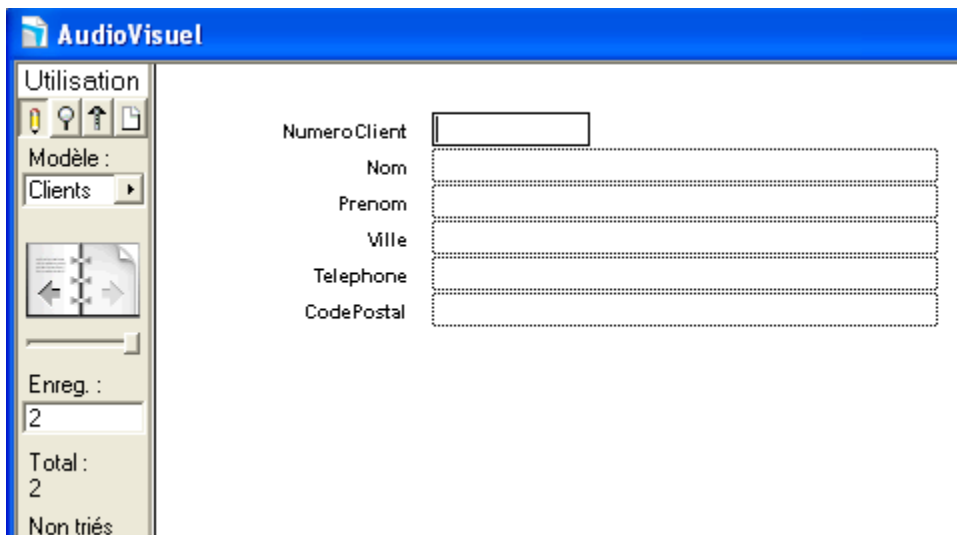 AudioVisuel
Utilisation
Modèle :
Clients
Enreg. :
2
Total :
2
Non triés
NumeroClient
Nom
Prenom
Ville
Telephone
CodePostal